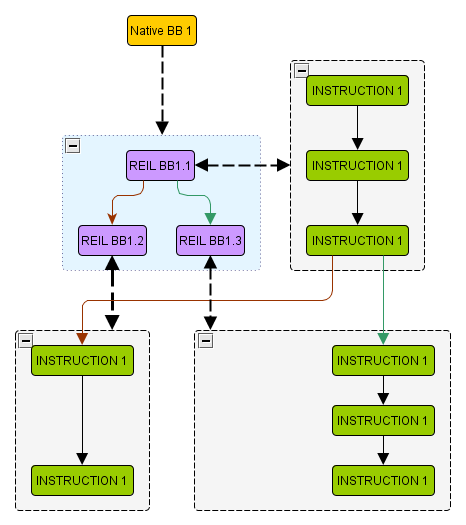 Native BB 1
INSTRUCTION 1
REIL BB1.1
INSTRUCTION 1
REIL BB1.2
REIL BB1.3
INSTRUCTION 1
INSTRUCTION 1
INSTRUCTION 1
INSTRUCTION 1
INSTRUCTION 1
INSTRUCTION 1